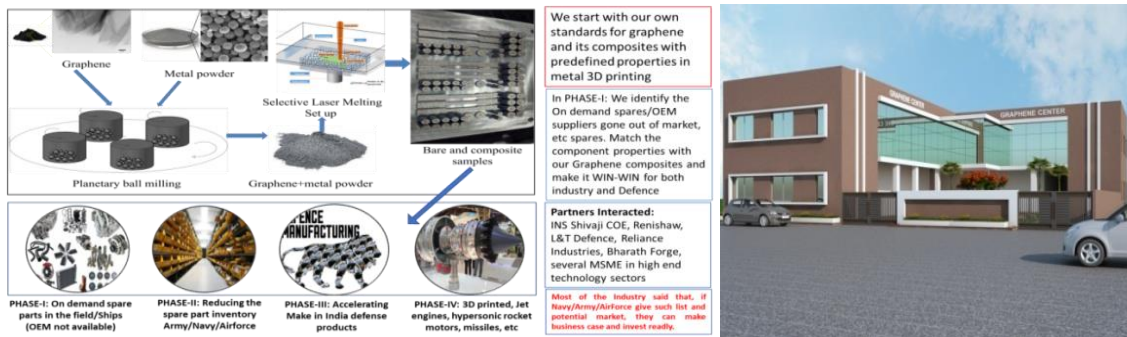 Graphene
Metal powder
Selective Laser Melting
Set up
Bare and composite
samples
Planetary ball milling
Graphene+metal powder
MANUFACTURING
PHASE-I: On demand spare
parts in the field/Ships
(OEM not available)
PHASE-II: Reducing the
spare part inventory
Army/Navy/Airforce
PHASE-III: Accelerating
Make in India defense
products
PHASE-IV: 3D printed, Jet
engines, hypersonic rocket
motors, missiles, etc
We start with our own
standards for graphene
and its composites with
predefined properties in
metal 3D printing
In PHASE-I: We identify the
On demand spares/OEM
suppliers gone out of market,
etc spares. Match the
component properties with
our Graphene composites and
make it WIN-WIN for both
industry and Defence
Partners Interacted:
INS Shivaji COE, Renishaw,
L&T Defence, Reliance
Industries, Bharath Forge,
several MSME in high end
technology sectors
Most of the Industry said that, if
Navy/Army/AirForce give such list and
potential market, they can make
business case and invest readly.
GRAPHENE CENTER
GRAPHENE CENTER